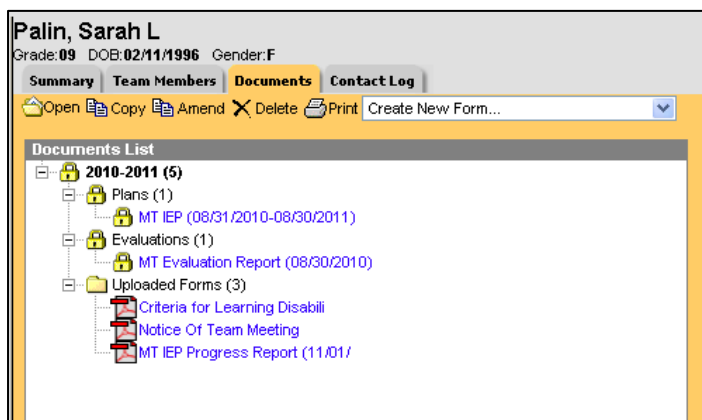 Palin, Sarah L
Grade:09 DOB:02/11/1996 Gender:F
Summary Team Members Documents Contact Log
Open Copy Amend Delete Print Create New Form...
Documents List
2010-2011 (5)
Plans (1)
MT IEP (08/31/2010-08/30/2011)
Evaluations (1)
MT Evaluation Report (08/30/2010)
Uploaded Forms (3)
Criteria for Learning Disabili
Notice Of Team Meeting
MT IEP Progress Report (11/01/